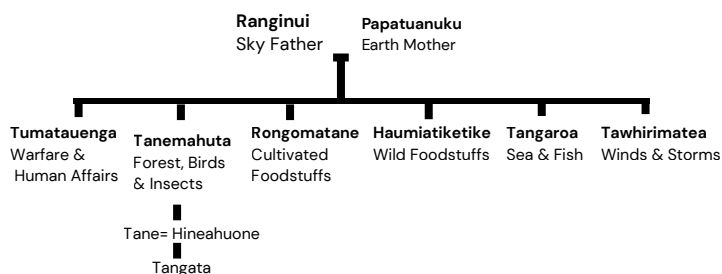 Ranginui
Sky Father
Papatuanuku
Earth Mother
Tumatauenga
Warfare &
Human Affairs
Tanemahuta
Forest, Birds
& Insects
Rongomatane
Cultivated
Foodstuffs
Haumiatiketike
Wild Foodstuffs
Tangaroa
Sea & Fish
Tawhirimatea
Winds & Storms
Tane= Hineahuone
Tangata